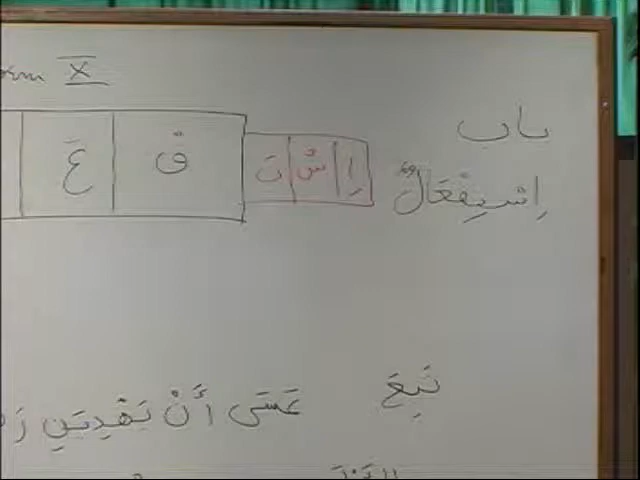 Form X
باب
اِسْتِفْعَالٌ
اِ سْ تَ فْ عَ
تَبِعَ
عَسَى أَنْ يَهْدِيَنِ رَ